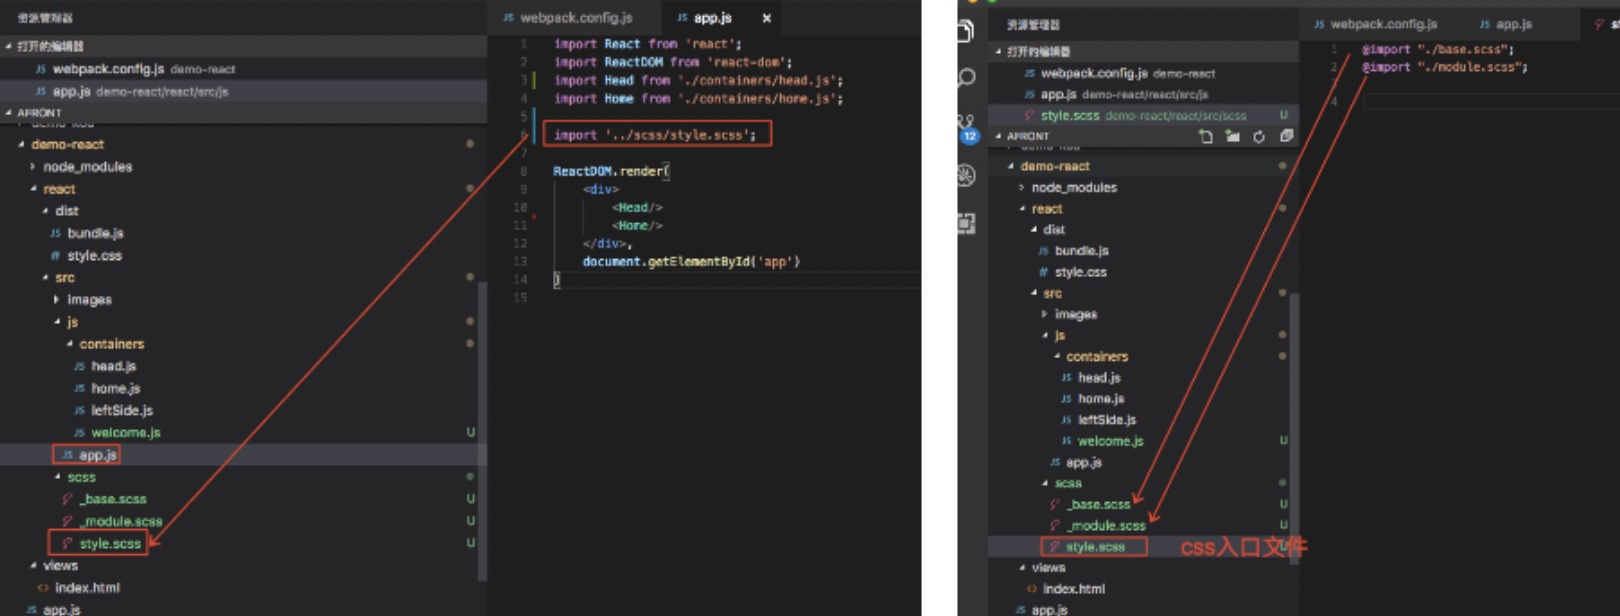 资源管理器
打开的编辑器
JS webpack.config.js demo-react
JS app.js demo-react/react/src/js
AFRONT
demo-koa
demo-react
node_modules
react
dist
JS bundle.js
# style.css
src
images
js
containers
JS head.js
JS home.js
JS leftSide.js
JS welcome.js U
JS app.js
scss
_base.scss U
_module.scss U
style.scss U
views
<> index.html
JS app.js
JS webpack.config.js JS app.js ×
1 import React from 'react';
2 import ReactDOM from 'react-dom';
3 import Head from './containers/head.js';
4 import Home from './containers/home.js';
5
6 import '../scss/style.scss';
7
8 ReactDOM.render(
9 <div>
10 <Head/>
11 <Home/>
12 </div>,
13 document.getElementById('app')
14 )
15
12
资源管理器
打开的编辑器
JS webpack.config.js demo-react
JS app.js demo-react/react/src/js
style.scss demo-react/react/src/scss U
AFRONT
demo-react
node_modules
react
dist
JS bundle.js
# style.css
src
images
js
containers
JS head.js
JS home.js
JS leftSide.js
JS welcome.js U
JS app.js
scss
_base.scss U
_module.scss U
style.scss U
css入口文件
views
<> index.html
JS app.js
JS webpack.config.js JS app.js
1 @import "./base.scss";
2 @import "./module.scss";
4